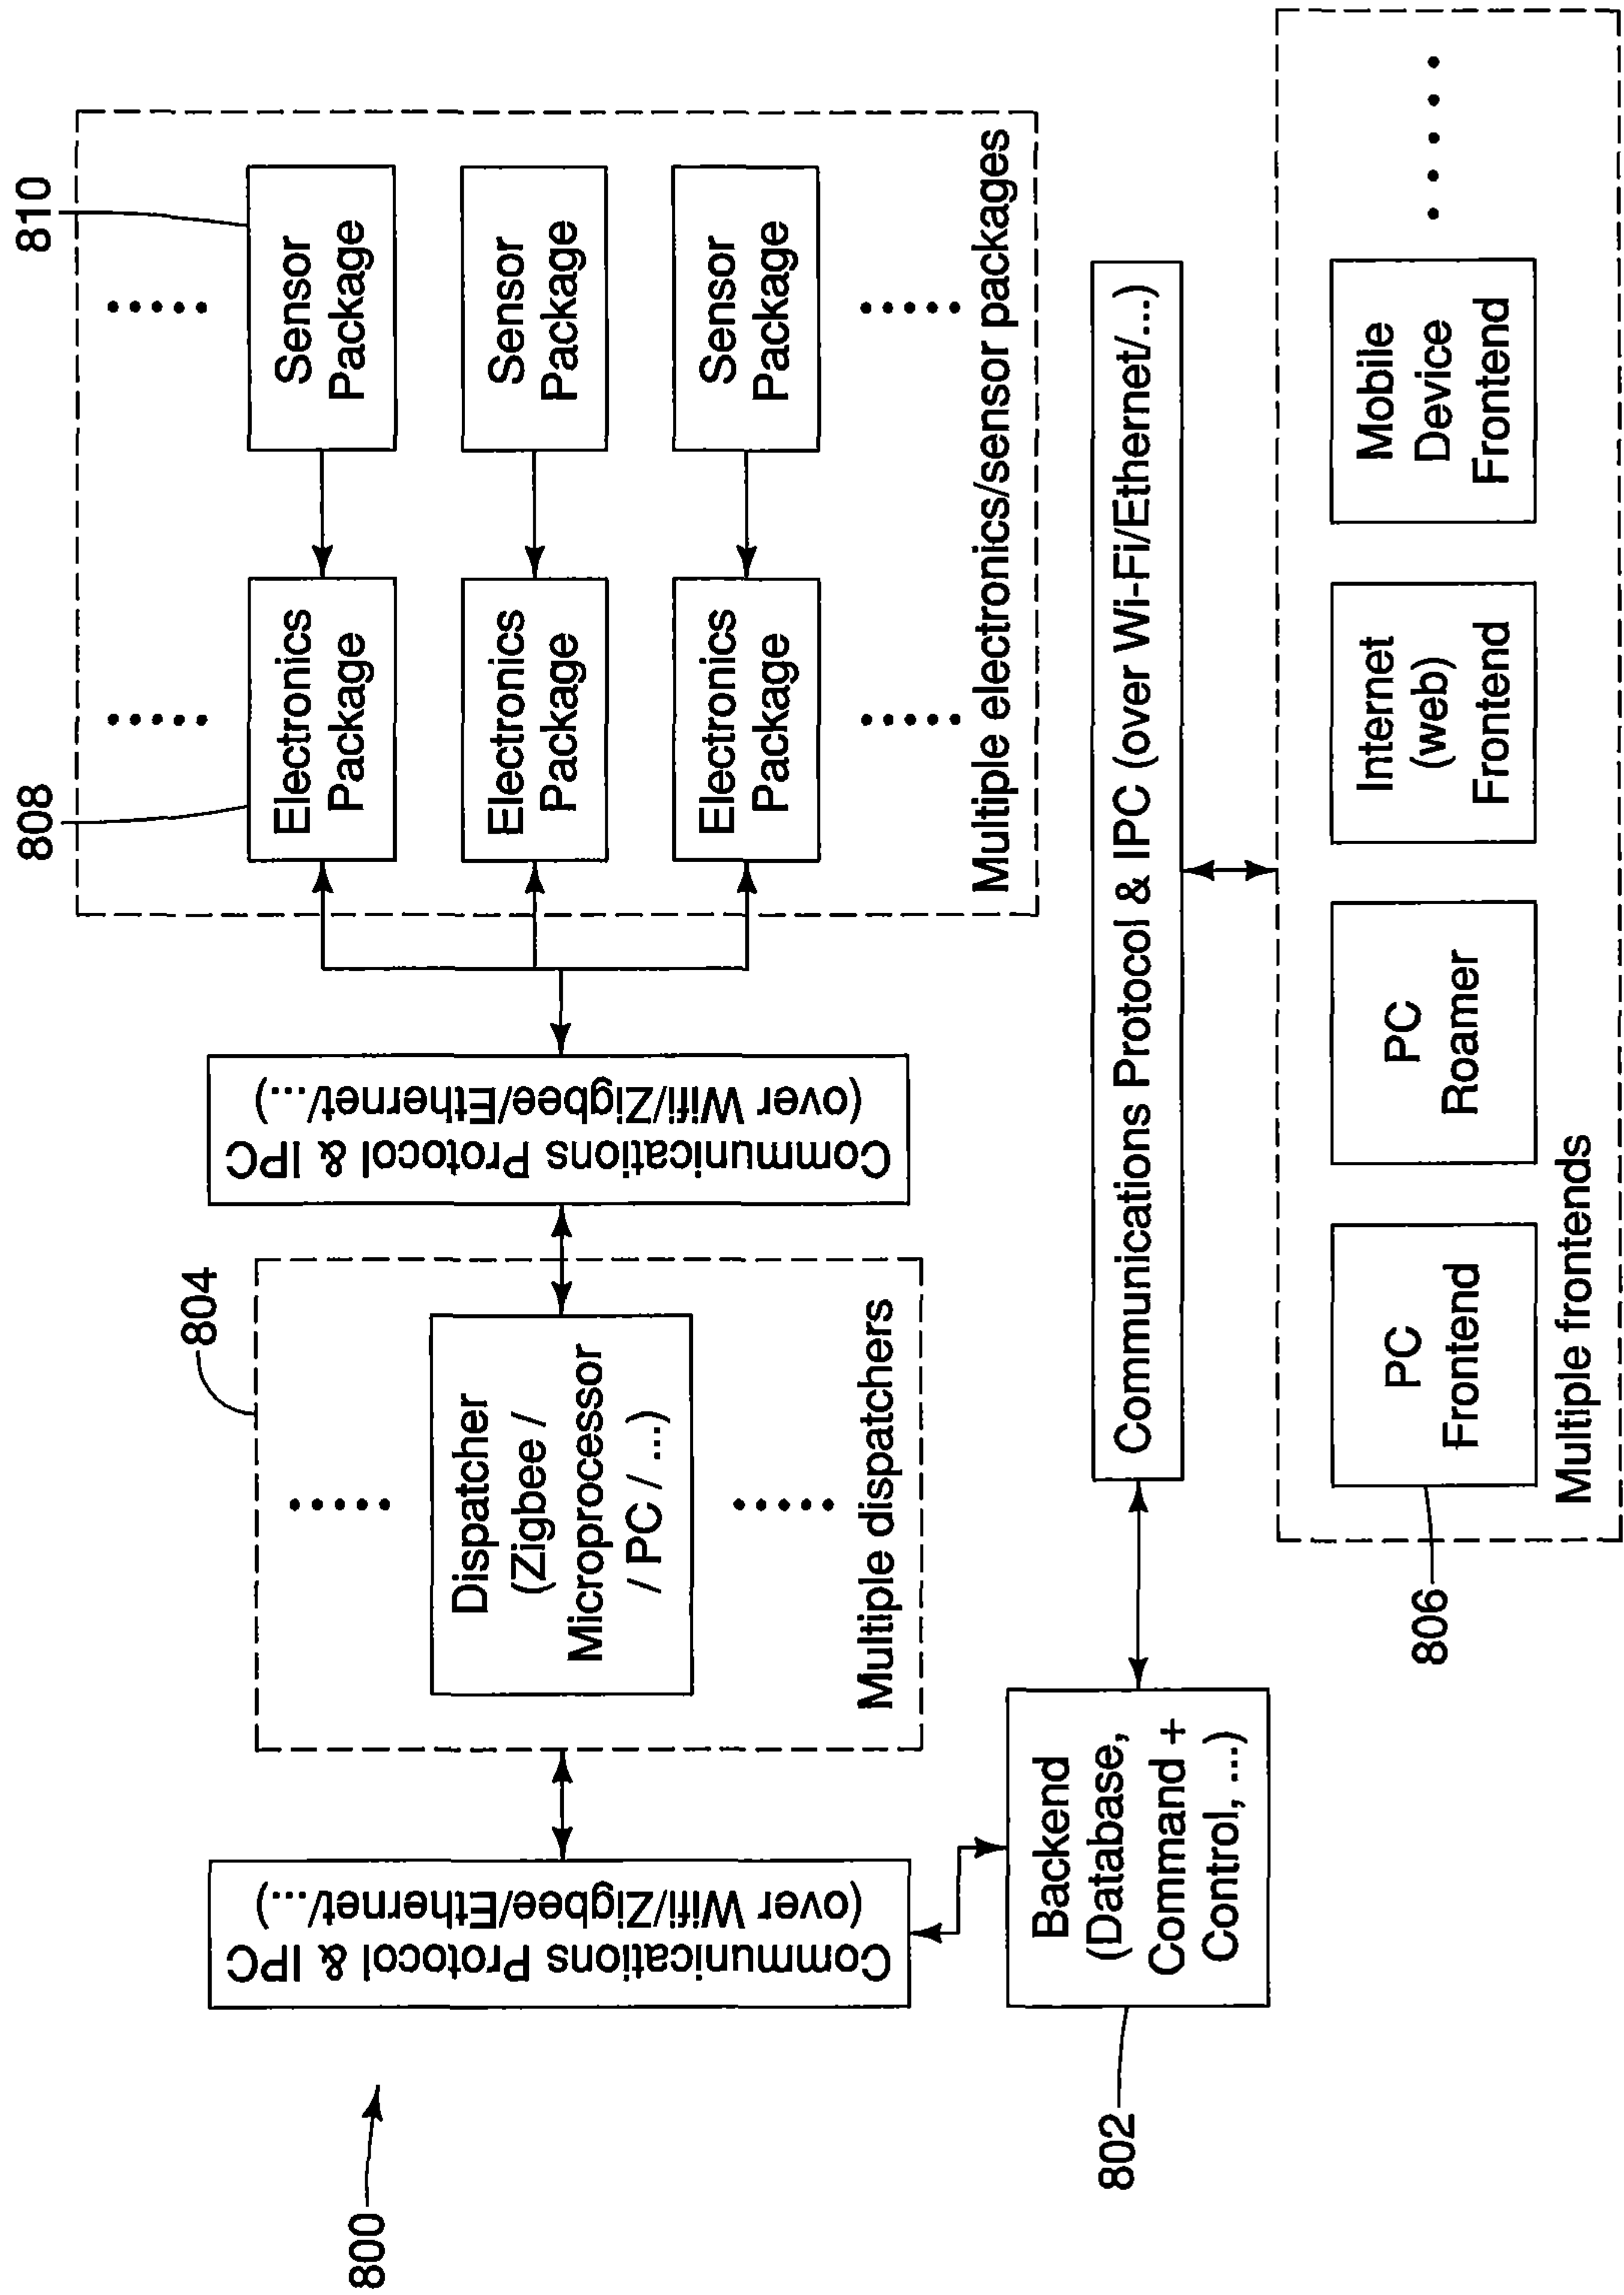 800
Communications Protocol & IPC
(over Wifi/Zigbee/Ethernet/...)
804
Dispatcher
(Zigbee /
Microprocessor
/ PC / ...)
Multiple dispatchers
Communications Protocol & IPC
(over Wifi/Zigbee/Ethernet/...)
808
810
Electronics
Package
Sensor
Package
Electronics
Package
Sensor
Package
Electronics
Package
Sensor
Package
Multiple electronics/sensor packages
802
Backend
(Database,
Command +
Control, ...)
Communications Protocol & IPC (over Wi-Fi/Ethernet/...)
806
PC
Frontend
PC
Roamer
Internet
(web)
Frontend
Mobile
Device
Frontend
Multiple frontends